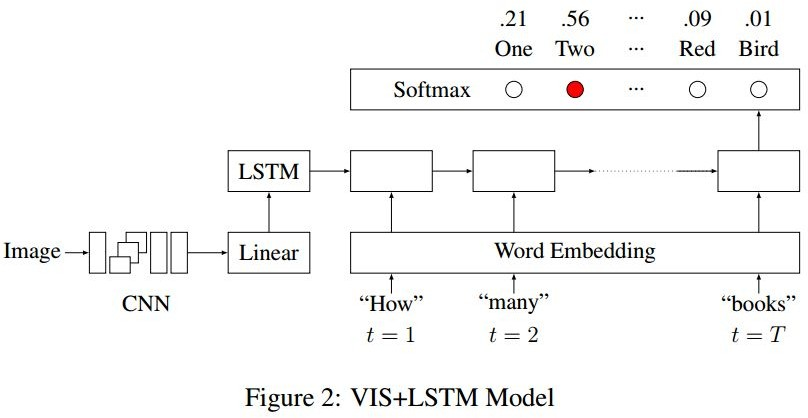 .21 .56 ... .09 .01
One Two ... Red Bird
Softmax ...
LSTM
Image Linear Word Embedding
CNN “How” “many” “books”
t = 1 t = 2 t = T
Figure 2: VIS+LSTM Model